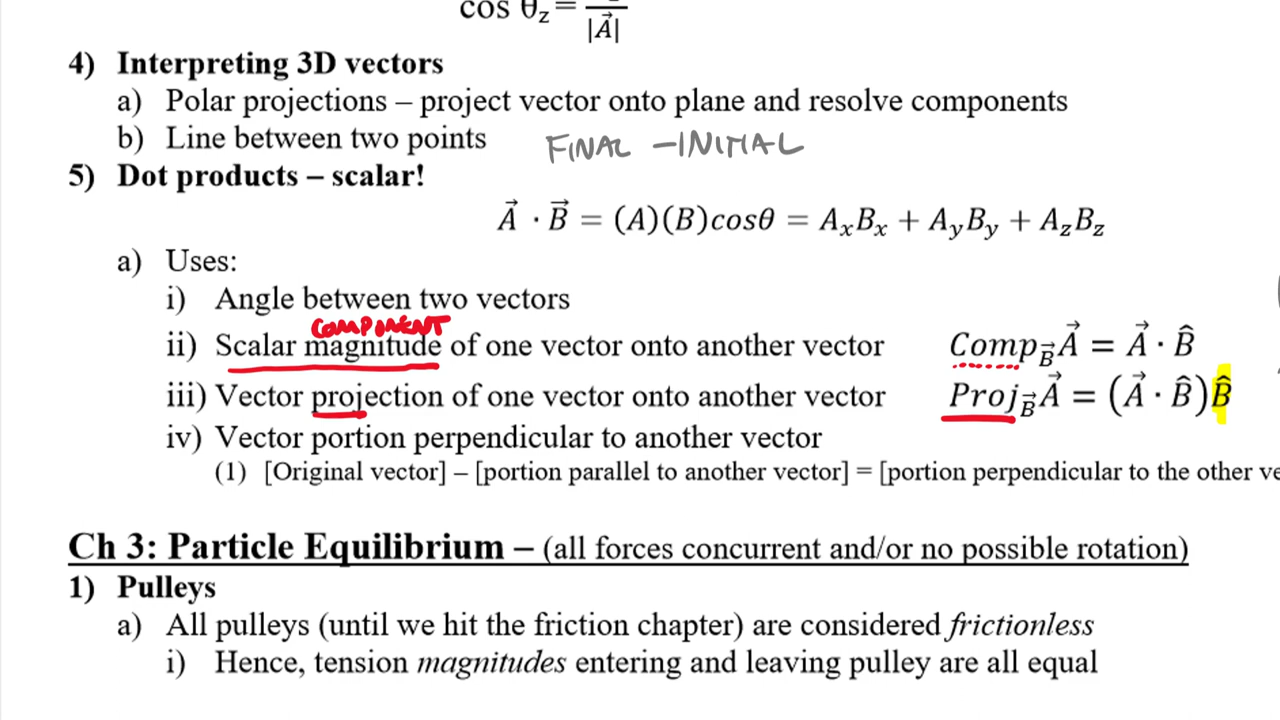 cos θz = |A⃗|
4) Interpreting 3D vectors
a) Polar projections – project vector onto plane and resolve components
b) Line between two points FINAL - INITIAL
5) Dot products – scalar!
A⃗ · B⃗ = (A)(B)cosθ = AₓBₓ + A_yB_y + A_zB_z
a) Uses:
i) Angle between two vectors
COMPONENT
ii) Scalar magnitude of one vector onto another vector Comp_B⃗ A⃗ = A⃗ · B̂
iii) Vector projection of one vector onto another vector Proj_B⃗ A⃗ = (A⃗ · B̂)B̂
iv) Vector portion perpendicular to another vector
(1) [Original vector] – [portion parallel to another vector] = [portion perpendicular to the other ve
Ch 3: Particle Equilibrium – (all forces concurrent and/or no possible rotation)
1) Pulleys
a) All pulleys (until we hit the friction chapter) are considered frictionless
i) Hence, tension magnitudes entering and leaving pulley are all equal